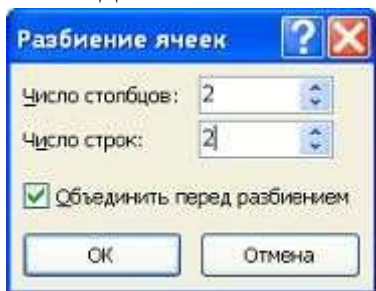 Разбиение ячеек
Число столбцов: 2
Число строк: 2
Объединить перед разбиением
ОК Отмена